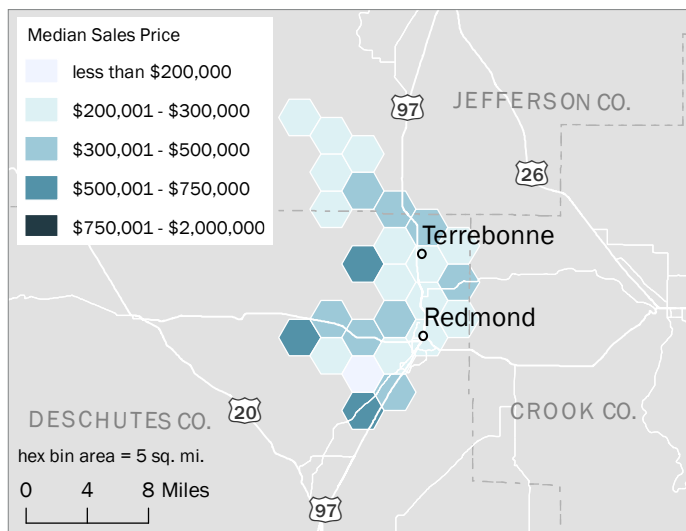 Median Sales Price
less than $200,000
$200,001 - $300,000
$300,001 - $500,000
$500,001 - $750,000
$750,001 - $2,000,000
97
JEFFERSON CO.
26
Terrebonne
Redmond
DESCHUTES CO.
20
CROOK CO.
hex bin area = 5 sq. mi.
0 4 8 Miles
97